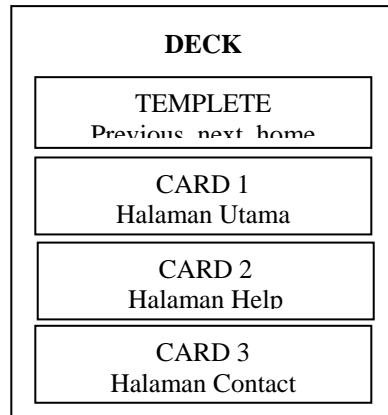 DECK
TEMPLETE
Previous next home
CARD 1
Halaman Utama
CARD 2
Halaman Help
CARD 3
Halaman Contact